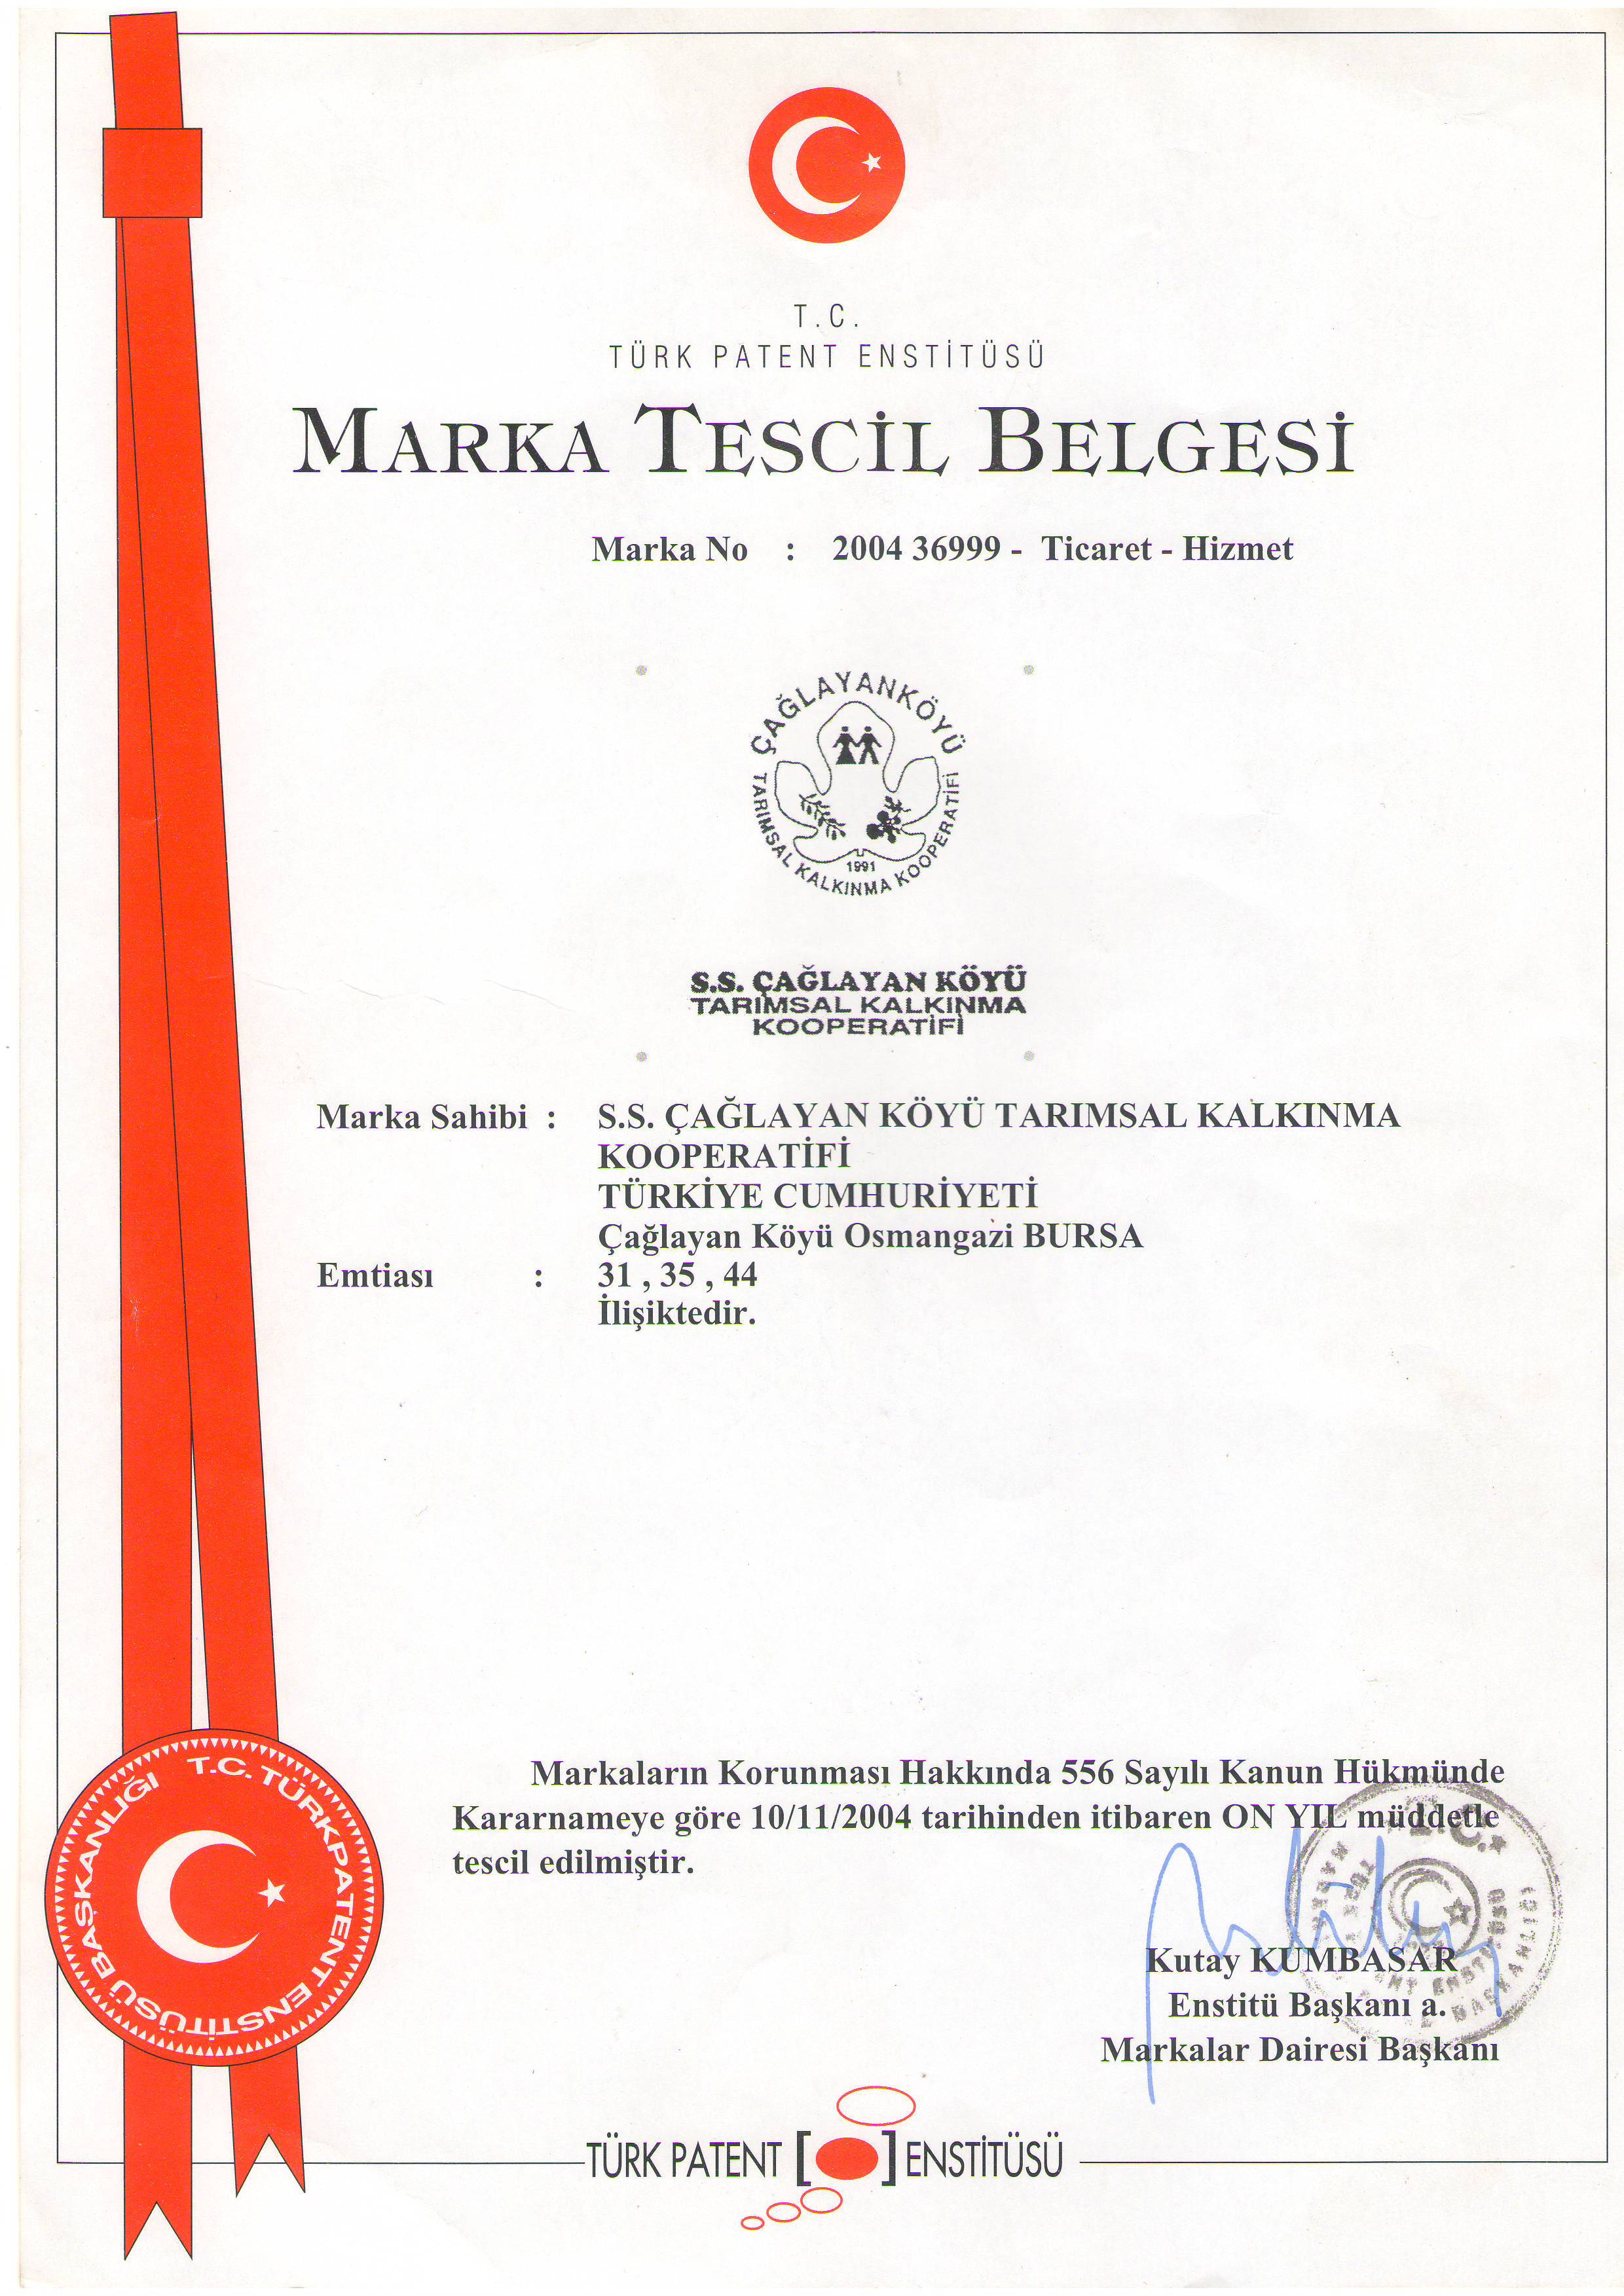 T.C.
TÜRK PATENT ENSTİTÜSÜ
MARKA TESCİL BELGESİ
Marka No : 2004 36999 - Ticaret - Hizmet
ÇAĞLAYANKÖYÜ
TARIMSAL KALKINMA KOOPERATİFİ
1991
S.S. ÇAĞLAYAN KÖYÜ
TARIMSAL KALKINMA
KOOPERATİFİ
Marka Sahibi : S.S. ÇAĞLAYAN KÖYÜ TARIMSAL KALKINMA
KOOPERATİFİ
TÜRKİYE CUMHURİYETİ
Çağlayan Köyü Osmangazi BURSA
Emtiası : 31 , 35 , 44
İlişiktedir.
Markaların Korunması Hakkında 556 Sayılı Kanun Hükmünde
Kararnameye göre 10/11/2004 tarihinden itibaren ON YIL müddetle
tescil edilmiştir.
T.C. TÜRK PATENT ENSTİTÜSÜ BAŞKANLIĞI
Kutay KUMBASAR
Enstitü Başkanı a.
Markalar Dairesi Başkanı
TÜRK PATENT [ ] ENSTİTÜSÜ